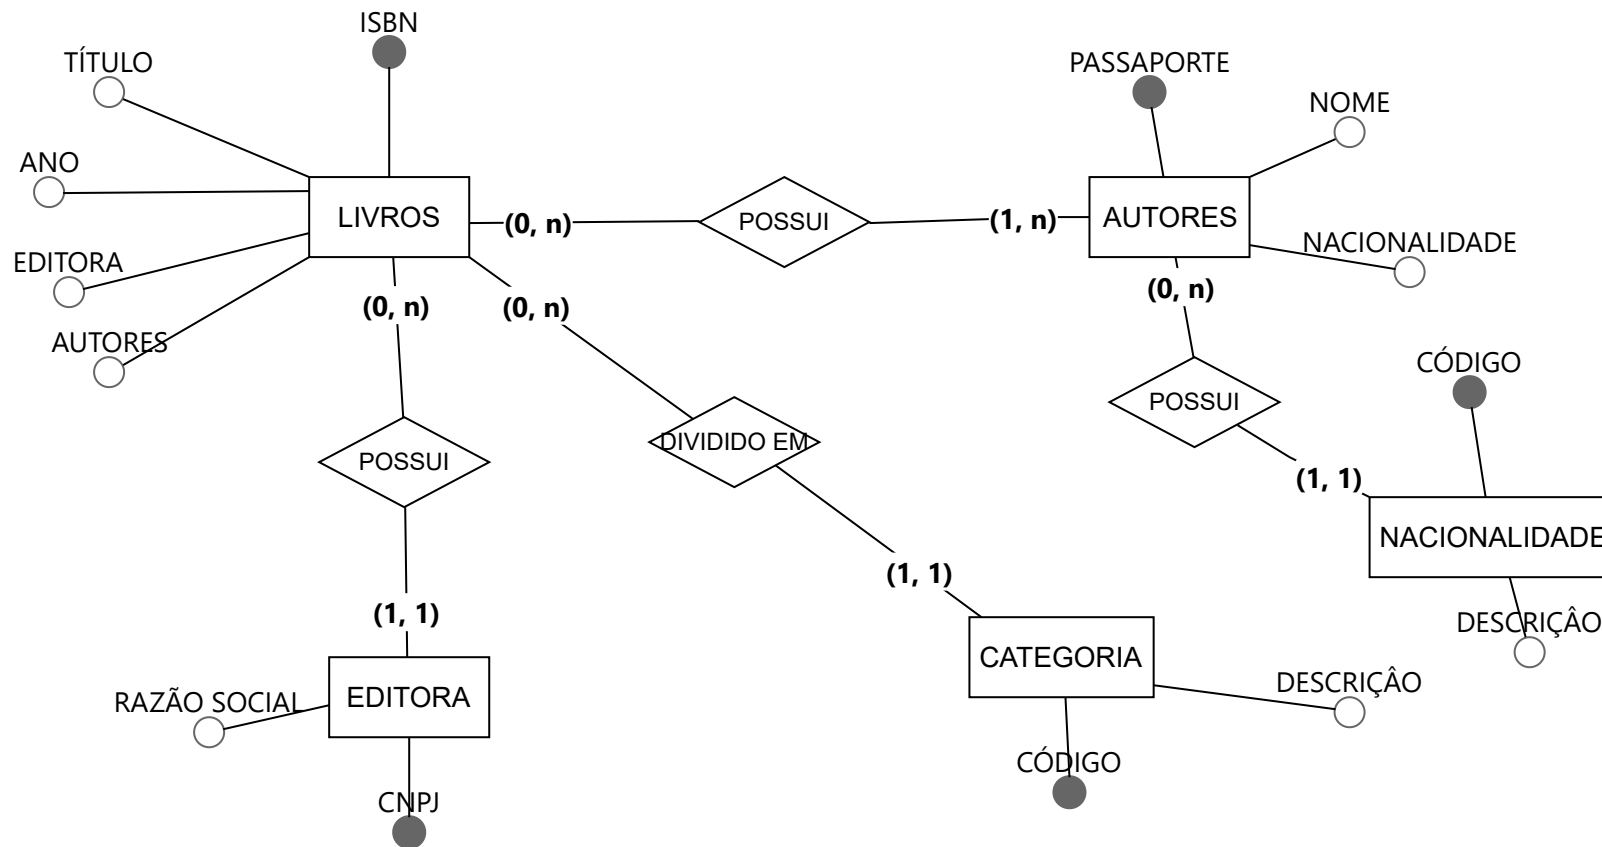 ISBN
TÍTULO
PASSAPORTE
NOME
ANO
LIVROS
(0, n)
POSSUI
(1, n)
AUTORES
EDITORA
NACIONALIDADE
(0, n)
(0, n)
(0, n)
AUTORES
CÓDIGO
POSSUI
DIVIDIDO EM
POSSUI
(1, 1)
NACIONALIDADE
(1, 1)
(1, 1)
DESCRIÇÂO
CATEGORIA
RAZÃO SOCIAL
EDITORA
DESCRIÇÂO
CÓDIGO
CNPJ